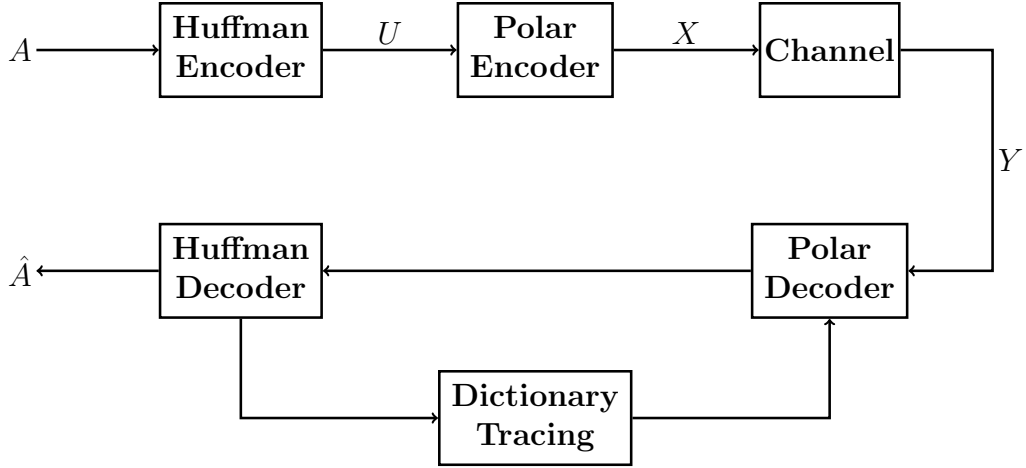 A
Huffman
Encoder
U
Polar
Encoder
X
Channel
Y
Â
Huffman
Decoder
Polar
Decoder
Dictionary
Tracing